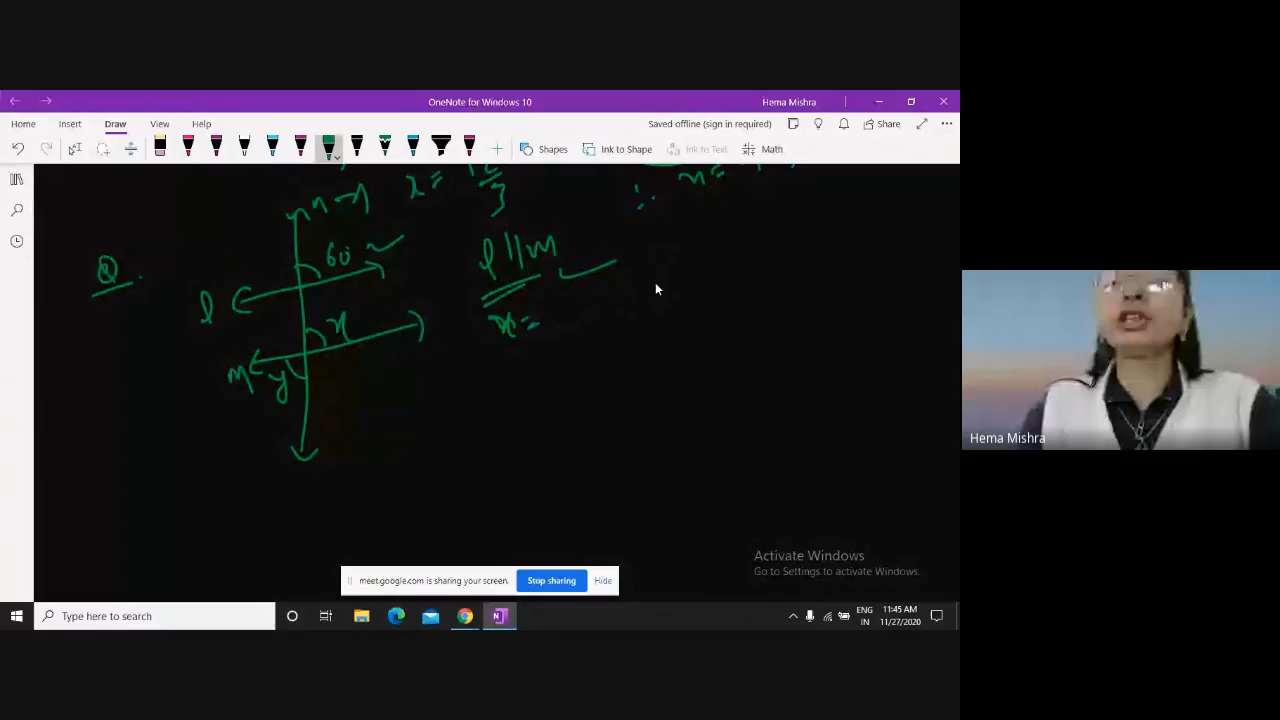 OneNote for Windows 10
Hema Mishra
Home Insert Draw View Help
Saved offline (sign in required)
Share
Shapes
Ink to Shape
Ink to Text
Math
x =
∴ x =
Q.
60
l
l || m
x
x =
m
y
Hema Mishra
Activate Windows
Go to Settings to activate Windows.
meet.google.com is sharing your screen.
Stop sharing
Hide
Type here to search
ENG
IN
11:45 AM
11/27/2020